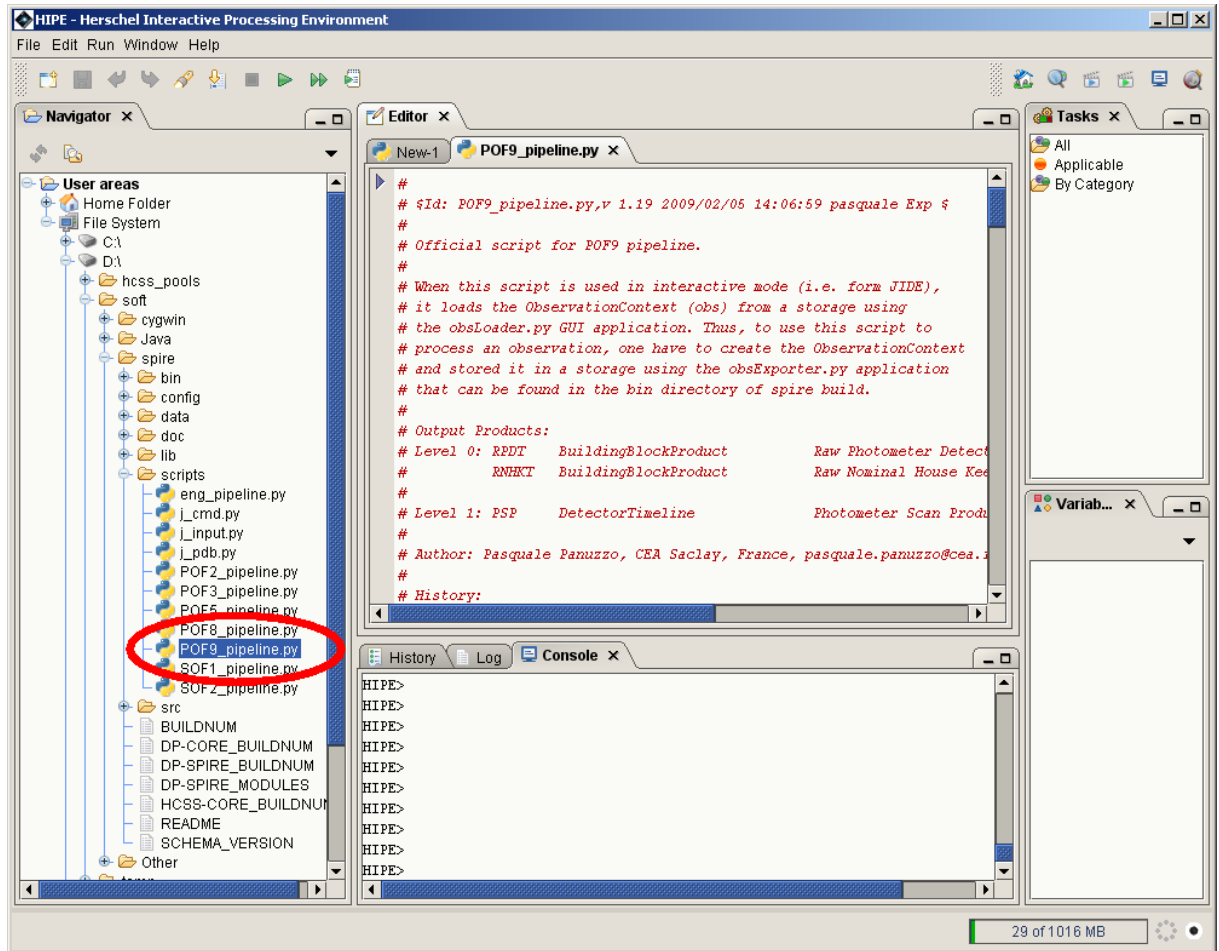 HIPE - Herschel Interactive Processing Environment
File Edit Run Window Help
Navigator
User areas
Home Folder
File System
C:\
D:\
hcss_pools
soft
cygwin
Java
spire
bin
config
data
doc
lib
scripts
eng_pipeline.py
j_cmd.py
j_input.py
j_pdb.py
POF2_pipeline.py
POF3_pipeline.py
POF5_pipeline.py
POF8_pipeline.py
POF9_pipeline.py
SOF1_pipeline.py
SOF2_pipeline.py
src
BUILDNUM
DP-CORE_BUILDNUM
DP-SPIRE_BUILDNUM
DP-SPIRE_MODULES
HCSS-CORE_BUILDNU
README
SCHEMA_VERSION
Other
Editor
New-1 POF9_pipeline.py
#
# $Id: POF9_pipeline.py,v 1.19 2009/02/05 14:06:59 pasquale Exp $
#
# Official script for POF9 pipeline.
#
# When this script is used in interactive mode (i.e. form JIDE),
# it loads the ObservationContext (obs) from a storage using
# the obsLoader.py GUI application. Thus, to use this script to
# process an observation, one have to create the ObservationContext
# and stored it in a storage using the obsExporter.py application
# that can be found in the bin directory of spire build.
#
# Output Products:
# Level 0: RPDT BuildingBlockProduct Raw Photometer Detect
# RNHKT BuildingBlockProduct Raw Nominal House Kee
#
# Level 1: PSP DetectorTimeline Photometer Scan Produ
#
# Author: Pasquale Panuzzo, CEA Saclay, France, pasquale.panuzzo@cea.
#
# History:
History Log Console
HIPE>
HIPE>
HIPE>
HIPE>
HIPE>
HIPE>
HIPE>
HIPE>
HIPE>
HIPE>
Tasks
All
Applicable
By Category
Variab...
29 of 1016 MB